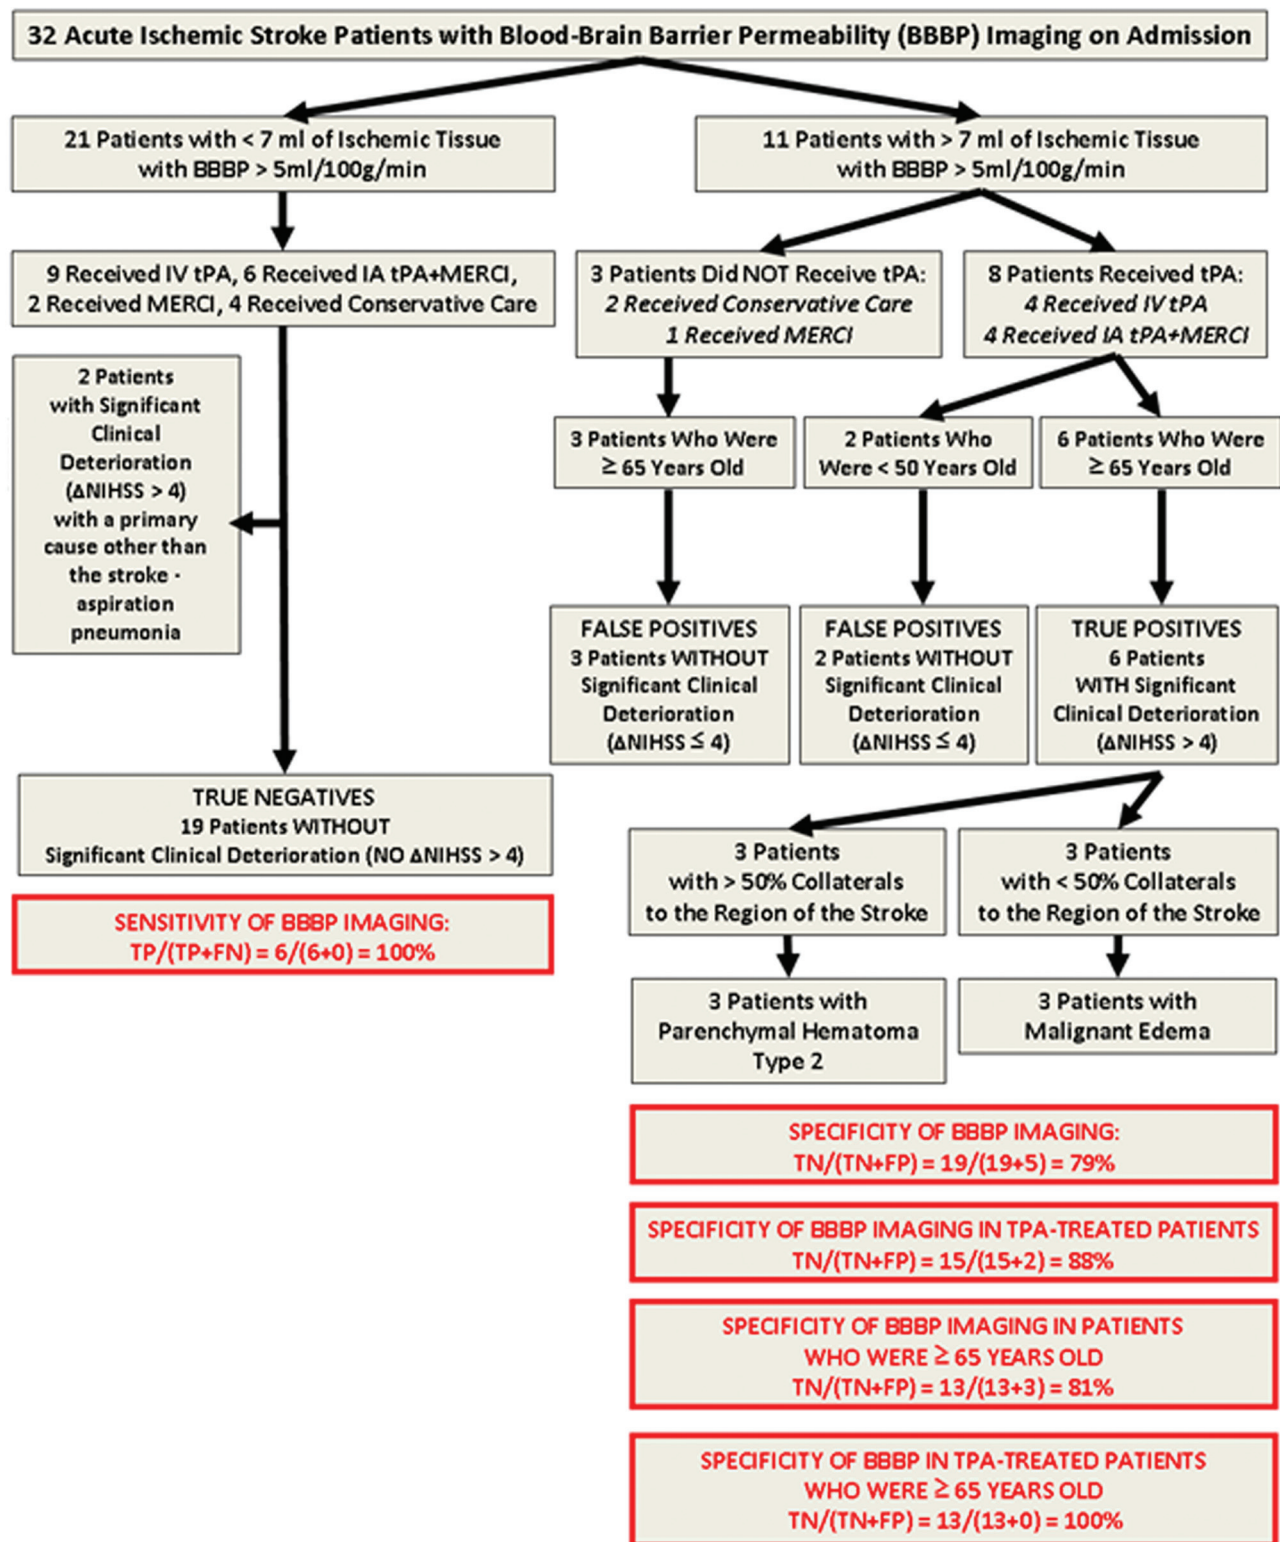 32 Acute Ischemic Stroke Patients with Blood-Brain Barrier Permeability (BBBP) Imaging on Admission
21 Patients with < 7 ml of Ischemic Tissue
with BBBP > 5ml/100g/min
11 Patients with > 7 ml of Ischemic Tissue
with BBBP > 5ml/100g/min
9 Received IV tPA, 6 Received IA tPA+MERCI,
2 Received MERCI, 4 Received Conservative Care
3 Patients Did NOT Receive tPA:
2 Received Conservative Care
1 Received MERCI
8 Patients Received tPA:
4 Received IV tPA
4 Received IA tPA+MERCI
2 Patients
with Significant
Clinical
Deterioration
(ΔNIHSS > 4)
with a primary
cause other than
the stroke -
aspiration
pneumonia
3 Patients Who Were
≥ 65 Years Old
2 Patients Who
Were < 50 Years Old
6 Patients Who Were
≥ 65 Years Old
FALSE POSITIVES
3 Patients WITHOUT
Significant Clinical
Deterioration
(ΔNIHSS ≤ 4)
FALSE POSITIVES
2 Patients WITHOUT
Significant Clinical
Deterioration
(ΔNIHSS ≤ 4)
TRUE POSITIVES
6 Patients
WITH Significant
Clinical Deterioration
(ΔNIHSS > 4)
TRUE NEGATIVES
19 Patients WITHOUT
Significant Clinical Deterioration (NO ΔNIHSS > 4)
3 Patients
with > 50% Collaterals
to the Region of the Stroke
3 Patients
with < 50% Collaterals
to the Region of the Stroke
SENSITIVITY OF BBBP IMAGING:
TP/(TP+FN) = 6/(6+0) = 100%
3 Patients with
Parenchymal Hematoma
Type 2
3 Patients with
Malignant Edema
SPECIFICITY OF BBBP IMAGING:
TN/(TN+FP) = 19/(19+5) = 79%
SPECIFICITY OF BBBP IMAGING IN TPA-TREATED PATIENTS
TN/(TN+FP) = 15/(15+2) = 88%
SPECIFICITY OF BBBP IMAGING IN PATIENTS
WHO WERE ≥ 65 YEARS OLD
TN/(TN+FP) = 13/(13+3) = 81%
SPECIFICITY OF BBBP IN TPA-TREATED PATIENTS
WHO WERE ≥ 65 YEARS OLD
TN/(TN+FP) = 13/(13+0) = 100%